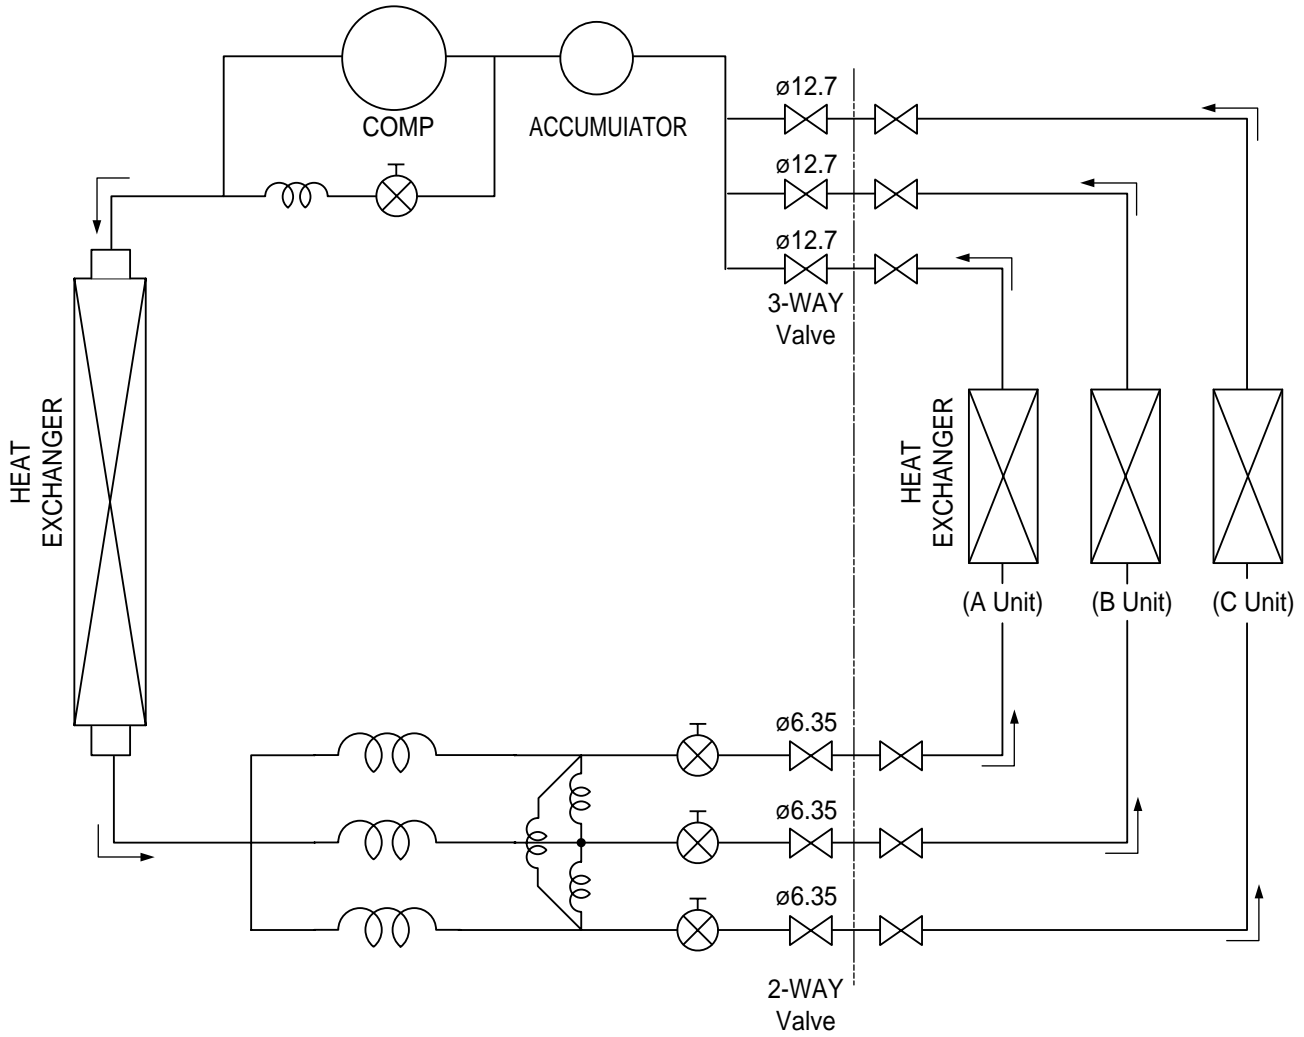 COMP
ACCUMUIATOR
ø12.7
ø12.7
ø12.7
3-WAY
Valve
HEAT
EXCHANGER
HEAT
EXCHANGER
(A Unit)
(B Unit)
(C Unit)
ø6.35
ø6.35
ø6.35
2-WAY
Valve